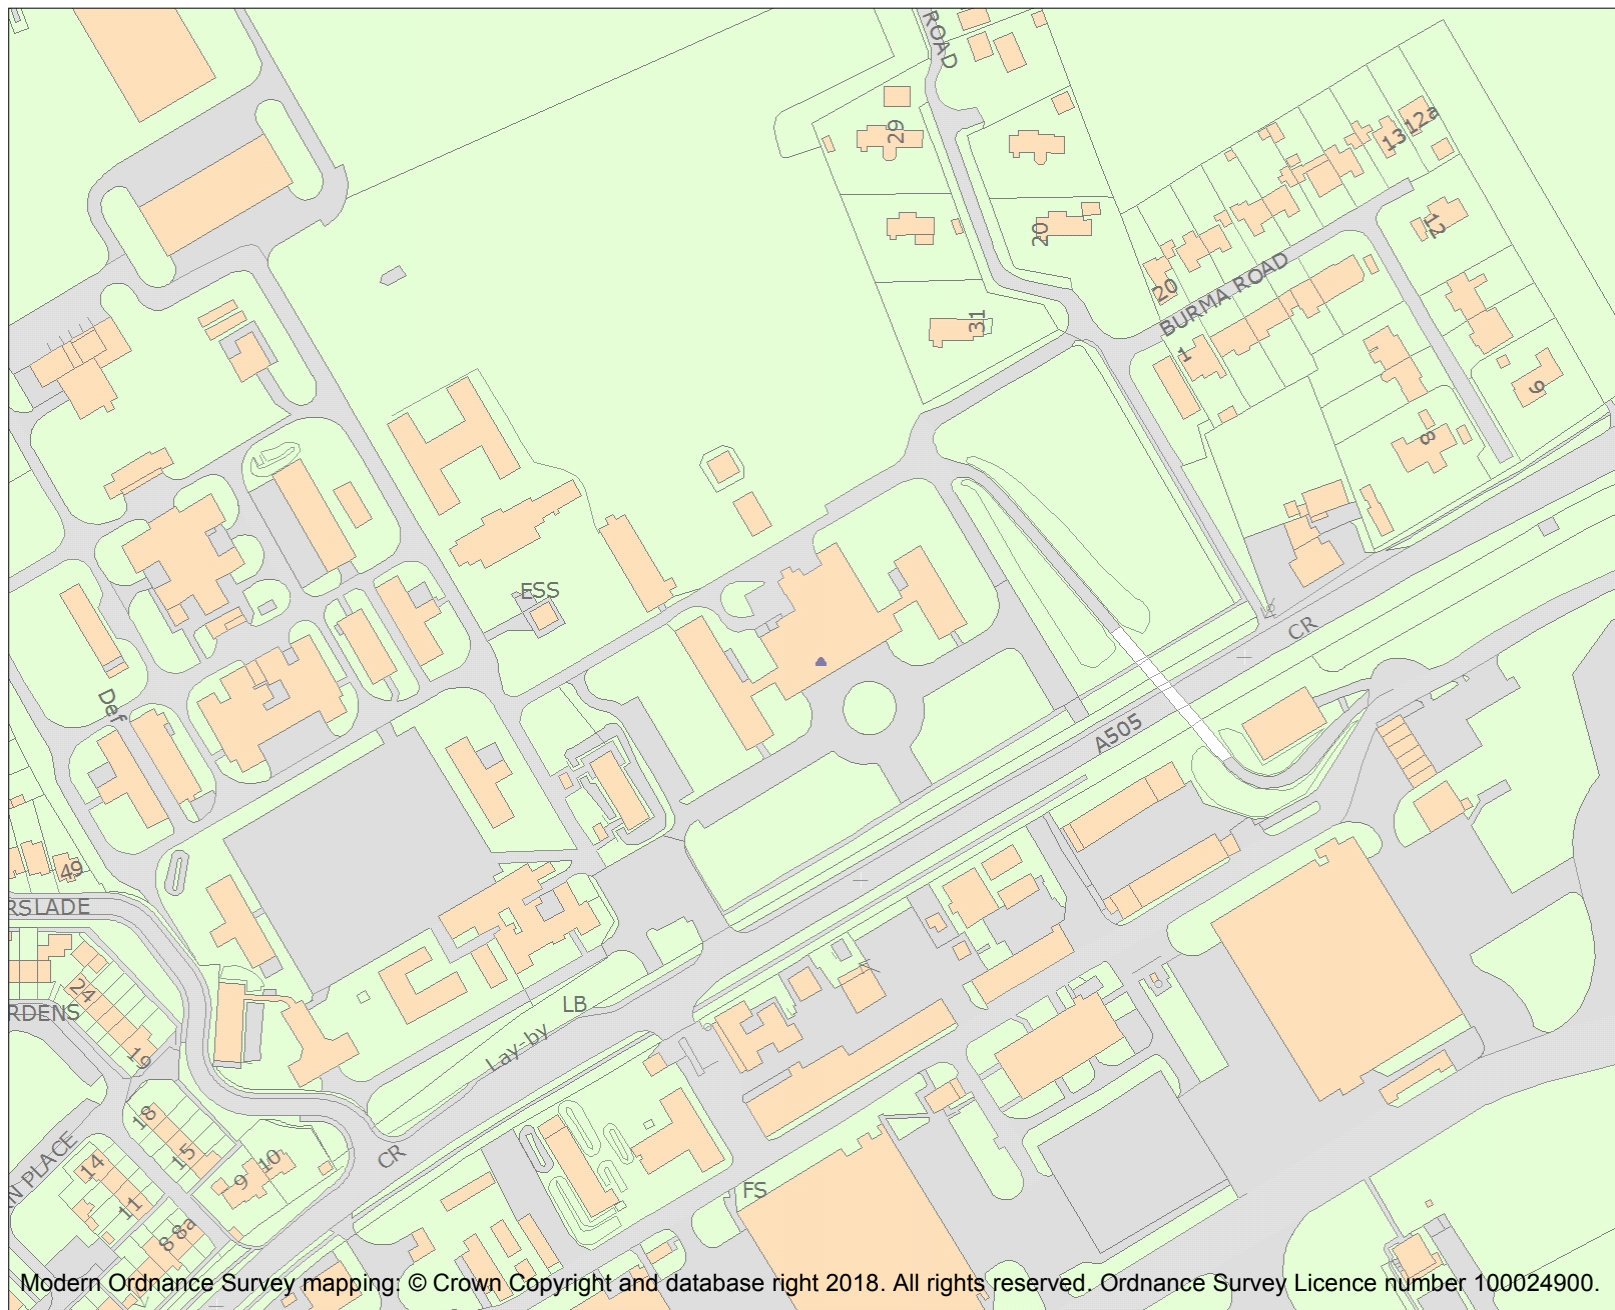 ROAD
29
13
12a
20
12
20
BURMA ROAD
31
1
9
8
ESS
CR
Def
A505
49
RSLADE
24
RDENS
LB
Lay-by
19
18
CR
N PLACE
14
15
10
9
11
FS
8
8a
Modern Ordnance Survey mapping: © Crown Copyright and database right 2018. All rights reserved. Ordnance Survey Licence number 100024900.